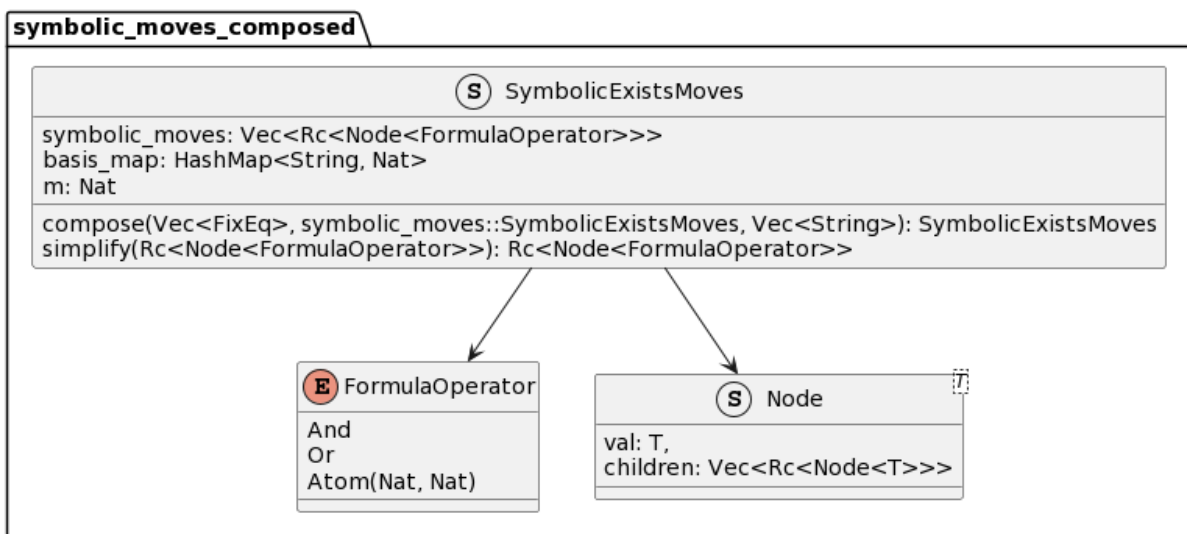 symbolic_moves_composed
S SymbolicExistsMoves
symbolic_moves: Vec<Rc<Node<FormulaOperator>>>
basis_map: HashMap<String, Nat>
m: Nat
compose(Vec<FixEq>, symbolic_moves::SymbolicExistsMoves, Vec<String>): SymbolicExistsMoves
simplify(Rc<Node<FormulaOperator>>): Rc<Node<FormulaOperator>>
E FormulaOperator
And
Or
Atom(Nat, Nat)
T
S Node
val: T,
children: Vec<Rc<Node<T>>>